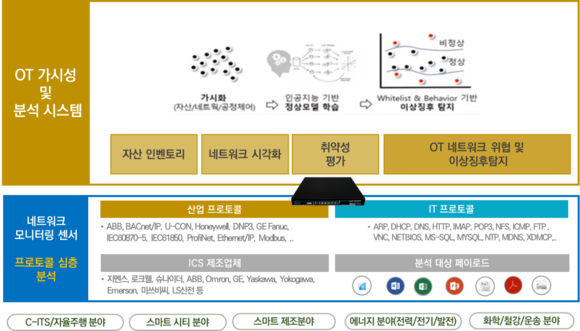 OT 가시성
및
분석 시스템
가시화
(자산/네트웍/공정제어)
인공지능 기반
정상모델 학습
비정상
정상
Whitelist & Behavior 기반
이상징후 탐지
자산 인벤토리
네트워크 시각화
취약성
평가
OT 네트워크 위협 및
이상징후탐지
네트워크
모니터링 센서
프로토콜 심층
분석
산업 프로토콜
• ABB, BACnet/IP, U-CON, Honeywell, DNP3, GE Fanuc,
IEC60870-5, IEC61850, ProfiNet, Ethernet/IP, Modbus, ..
IT 프로토콜
• ARP, DHCP, DNS, HTTP, IMAP, POP3, NFS, ICMP, FTP ,
VNC, NETBIOS, MS-SQL, MYSQL, NTP, MDNS, XDMCP,..
ICS 제조업체
• 지멘스, 로크웰, 슈나이더, ABB, Omron, GE, Yaskawa, Yokogawa,
Emerson, 미쓰비씨, LS산전 등
분석 대상 페이로드
C-ITS/자율주행 분야
스마트 시티 분야
스마트 제조분야
에너지 분야(전력/전기/발전)
화학/철강/운송 분야